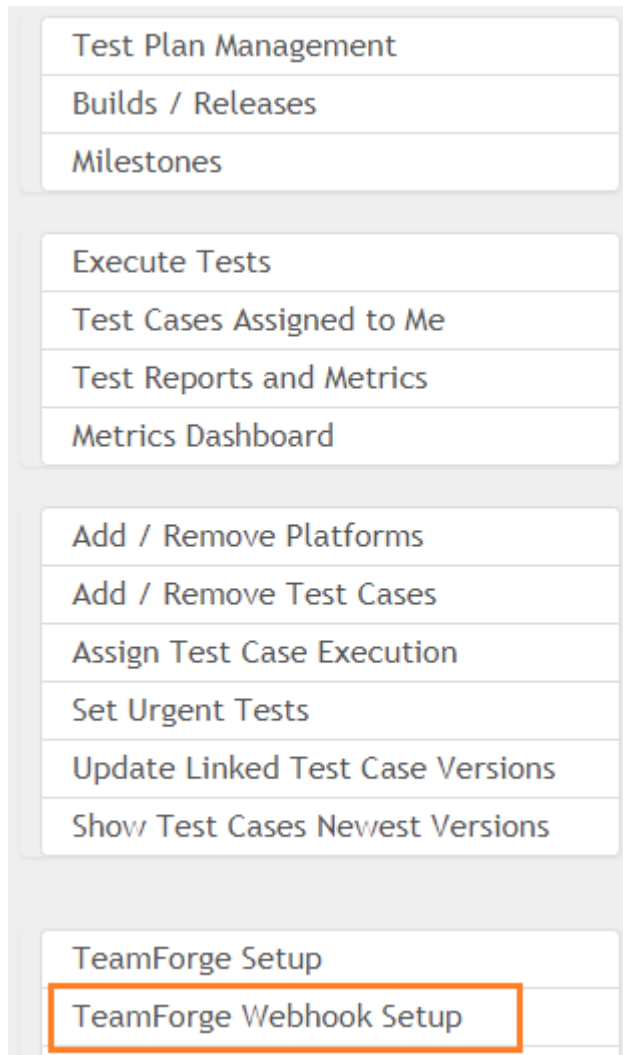 Test Plan Management
Builds / Releases
Milestones
Execute Tests
Test Cases Assigned to Me
Test Reports and Metrics
Metrics Dashboard
Add / Remove Platforms
Add / Remove Test Cases
Assign Test Case Execution
Set Urgent Tests
Update Linked Test Case Versions
Show Test Cases Newest Versions
TeamForge Setup
TeamForge Webhook Setup